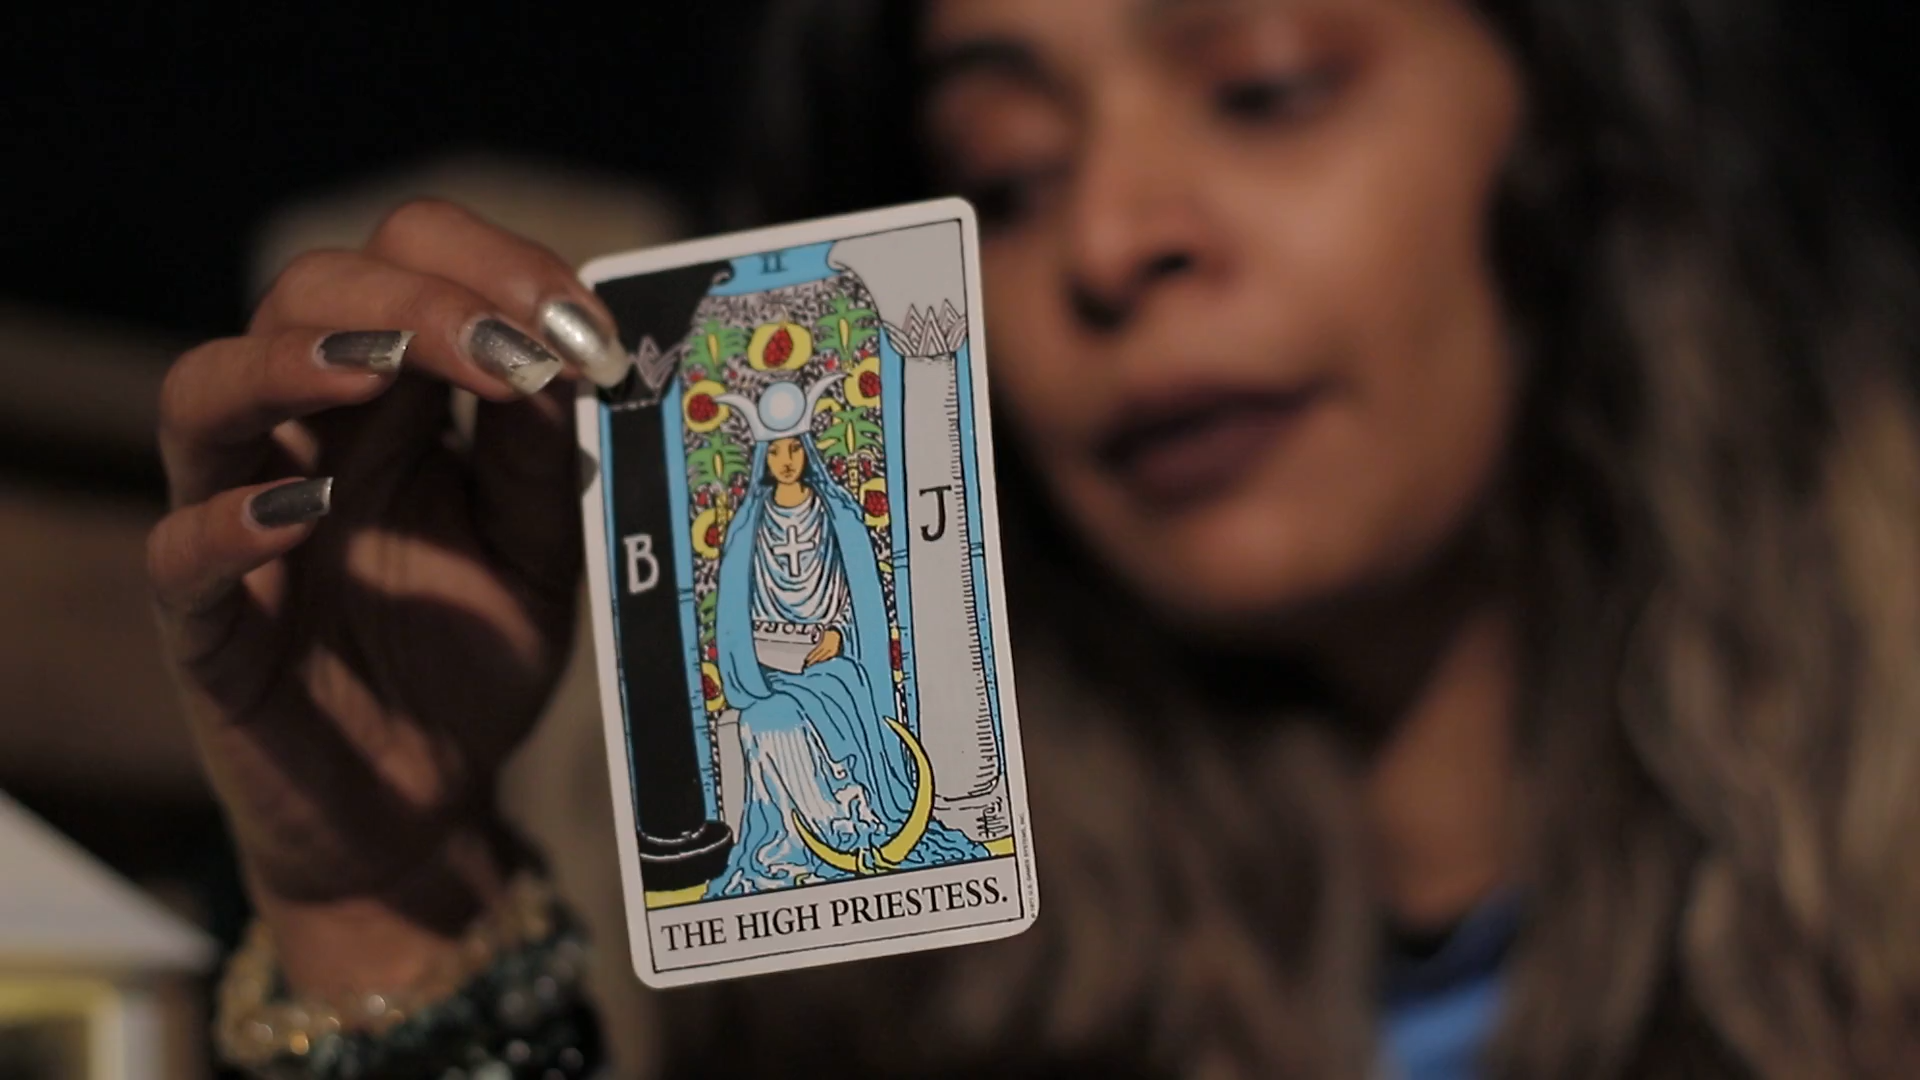 II
B
J
TORA
THE HIGH PRIESTESS.